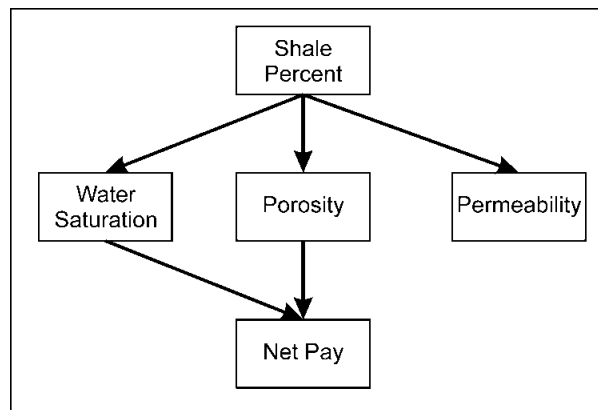 Shale
Percent
Water
Saturation
Porosity
Permeability
Net Pay